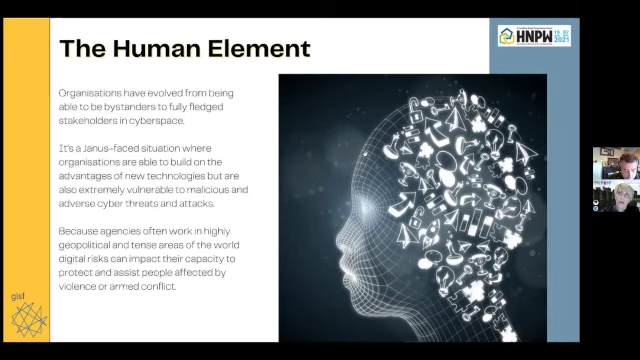 The Human Element
HNPW
2021
Organisations have evolved from being
able to be bystanders to fully fledged
stakeholders in cyberspace.
It's a Janus-faced situation where
organisations are able to build on the
advantages of new technologies but are
also extremely vulnerable to malicious and
adverse cyber threats and attacks.
Because agencies often work in highly
geopolitical and tense areas of the world
digital risks can impact their capacity to
protect and assist people affected by
violence or armed conflict.
gisf